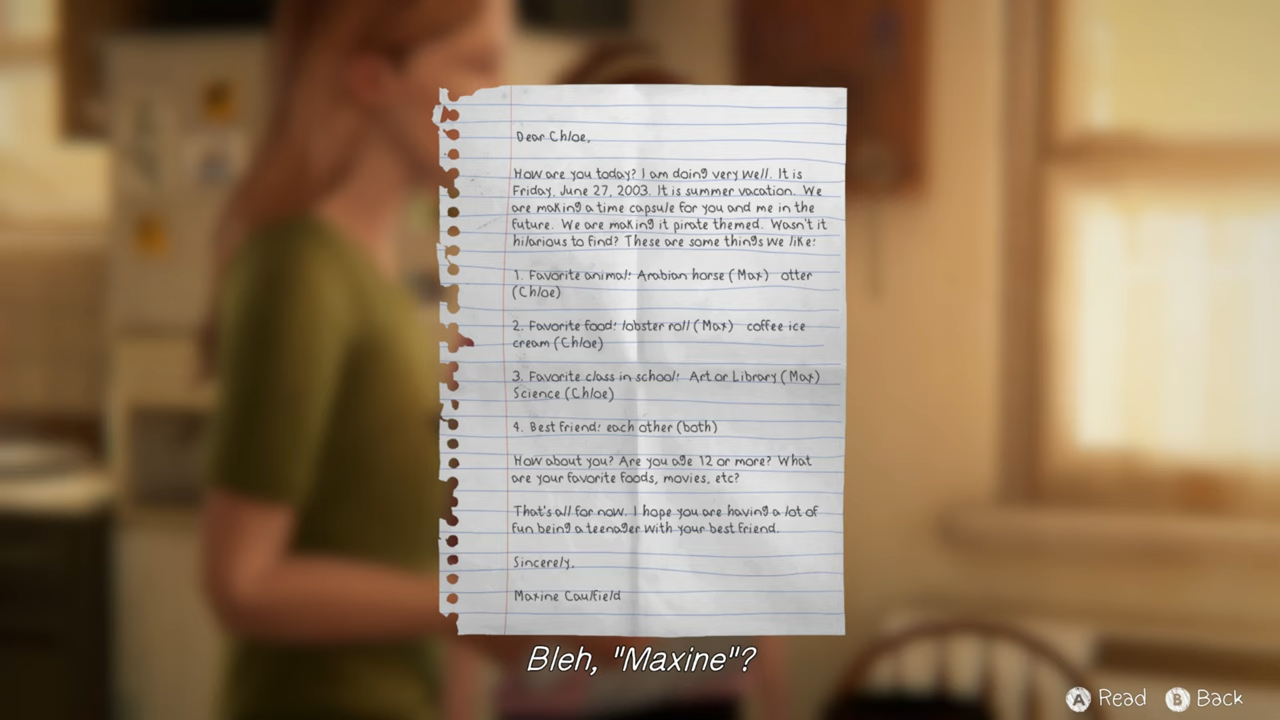 Dear Chloe,
How are you today? I am doing very well. It is
Friday, June 27, 2003. It is summer vacation. We
are making a time capsule for you and me in the
future. We are making it pirate themed. Wasn't it
hilarious to find? These are some things we like:
1. Favorite animal: Arabian horse (Max) otter
(Chloe)
2. Favorite food: lobster roll (Max) coffee ice
cream (Chloe)
3. Favorite class in school: Art or Library (Max)
Science (Chloe)
4. Best friend: each other (both)
How about you? Are you age 12 or more? What
are your favorite foods, movies, etc?
That's all for now. I hope you are having a lot of
fun being a teenager with your best friend.
Sincerely,
Maxine Caulfield
Bleh, "Maxine"?
A Read B Back